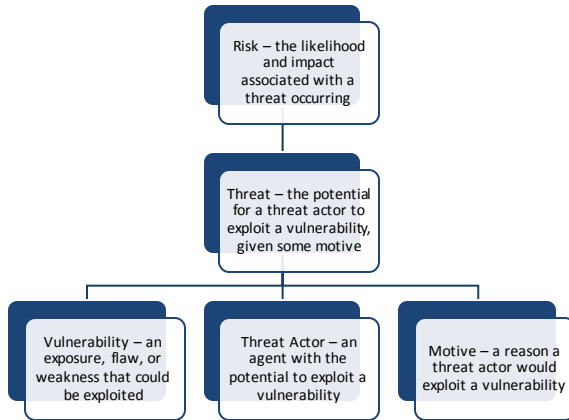 Risk – the likelihood
and impact
associated with a
threat occurring
Threat – the potential
for a threat actor to
exploit a vulnerability,
given some motive
Vulnerability – an
exposure, flaw, or
weakness that could
be exploited
Threat Actor – an
agent with the
potential to exploit a
vulnerability
Motive – a reason a
threat actor would
exploit a vulnerability